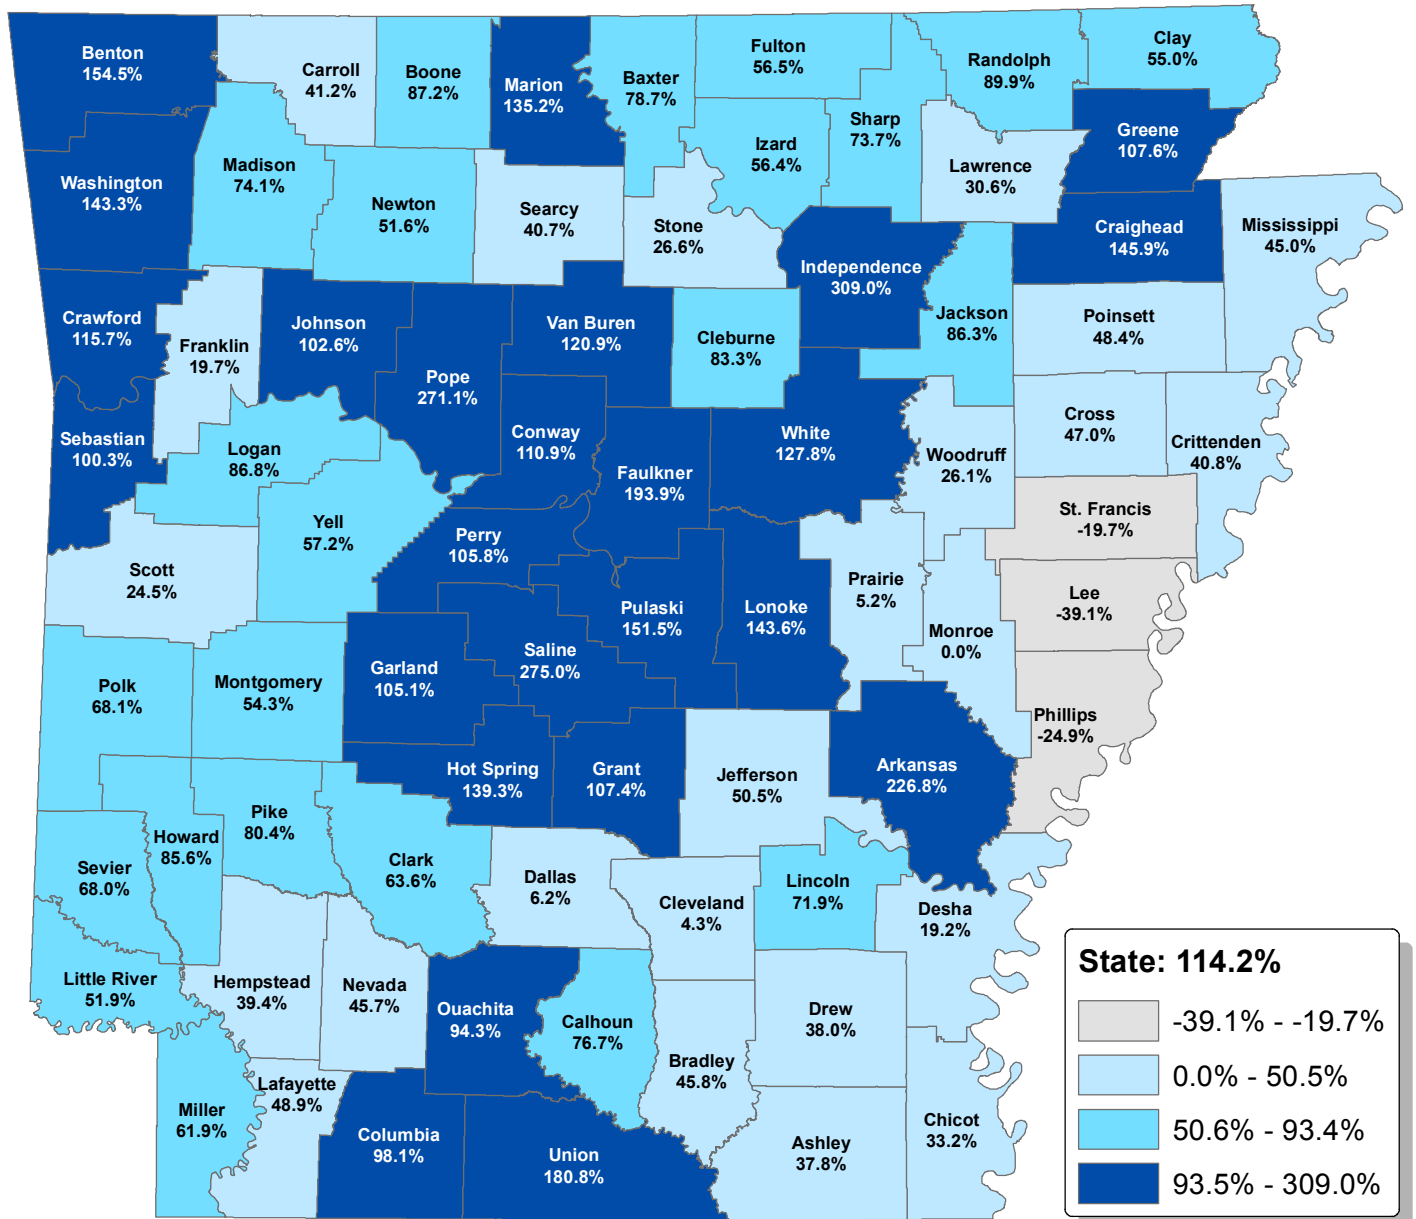 Benton
154.5%
Carroll
41.2%
Boone
87.2%
Marion
135.2%
Baxter
78.7%
Fulton
56.5%
Randolph
89.9%
Clay
55.0%
Izard
56.4%
Sharp
73.7%
Lawrence
30.6%
Greene
107.6%
Washington
143.3%
Madison
74.1%
Newton
51.6%
Searcy
40.7%
Stone
26.6%
Independence
309.0%
Craighead
145.9%
Mississippi
45.0%
Crawford
115.7%
Franklin
19.7%
Johnson
102.6%
Pope
271.1%
Van Buren
120.9%
Cleburne
83.3%
Jackson
86.3%
Poinsett
48.4%
Sebastian
100.3%
Logan
86.8%
Conway
110.9%
Faulkner
193.9%
White
127.8%
Woodruff
26.1%
Cross
47.0%
Crittenden
40.8%
Scott
24.5%
Yell
57.2%
Perry
105.8%
St. Francis
-19.7%
Prairie
5.2%
Lee
-39.1%
Polk
68.1%
Montgomery
54.3%
Garland
105.1%
Saline
275.0%
Pulaski
151.5%
Lonoke
143.6%
Monroe
0.0%
Phillips
-24.9%
Hot Spring
139.3%
Grant
107.4%
Jefferson
50.5%
Arkansas
226.8%
Sevier
68.0%
Howard
85.6%
Pike
80.4%
Clark
63.6%
Dallas
6.2%
Cleveland
4.3%
Lincoln
71.9%
Desha
19.2%
Little River
51.9%
Hempstead
39.4%
Nevada
45.7%
Ouachita
94.3%
Calhoun
76.7%
Bradley
45.8%
Drew
38.0%
Miller
61.9%
Lafayette
48.9%
Columbia
98.1%
Union
180.8%
Ashley
37.8%
Chicot
33.2%
State: 114.2%
-39.1% - -19.7%
0.0% - 50.5%
50.6% - 93.4%
93.5% - 309.0%